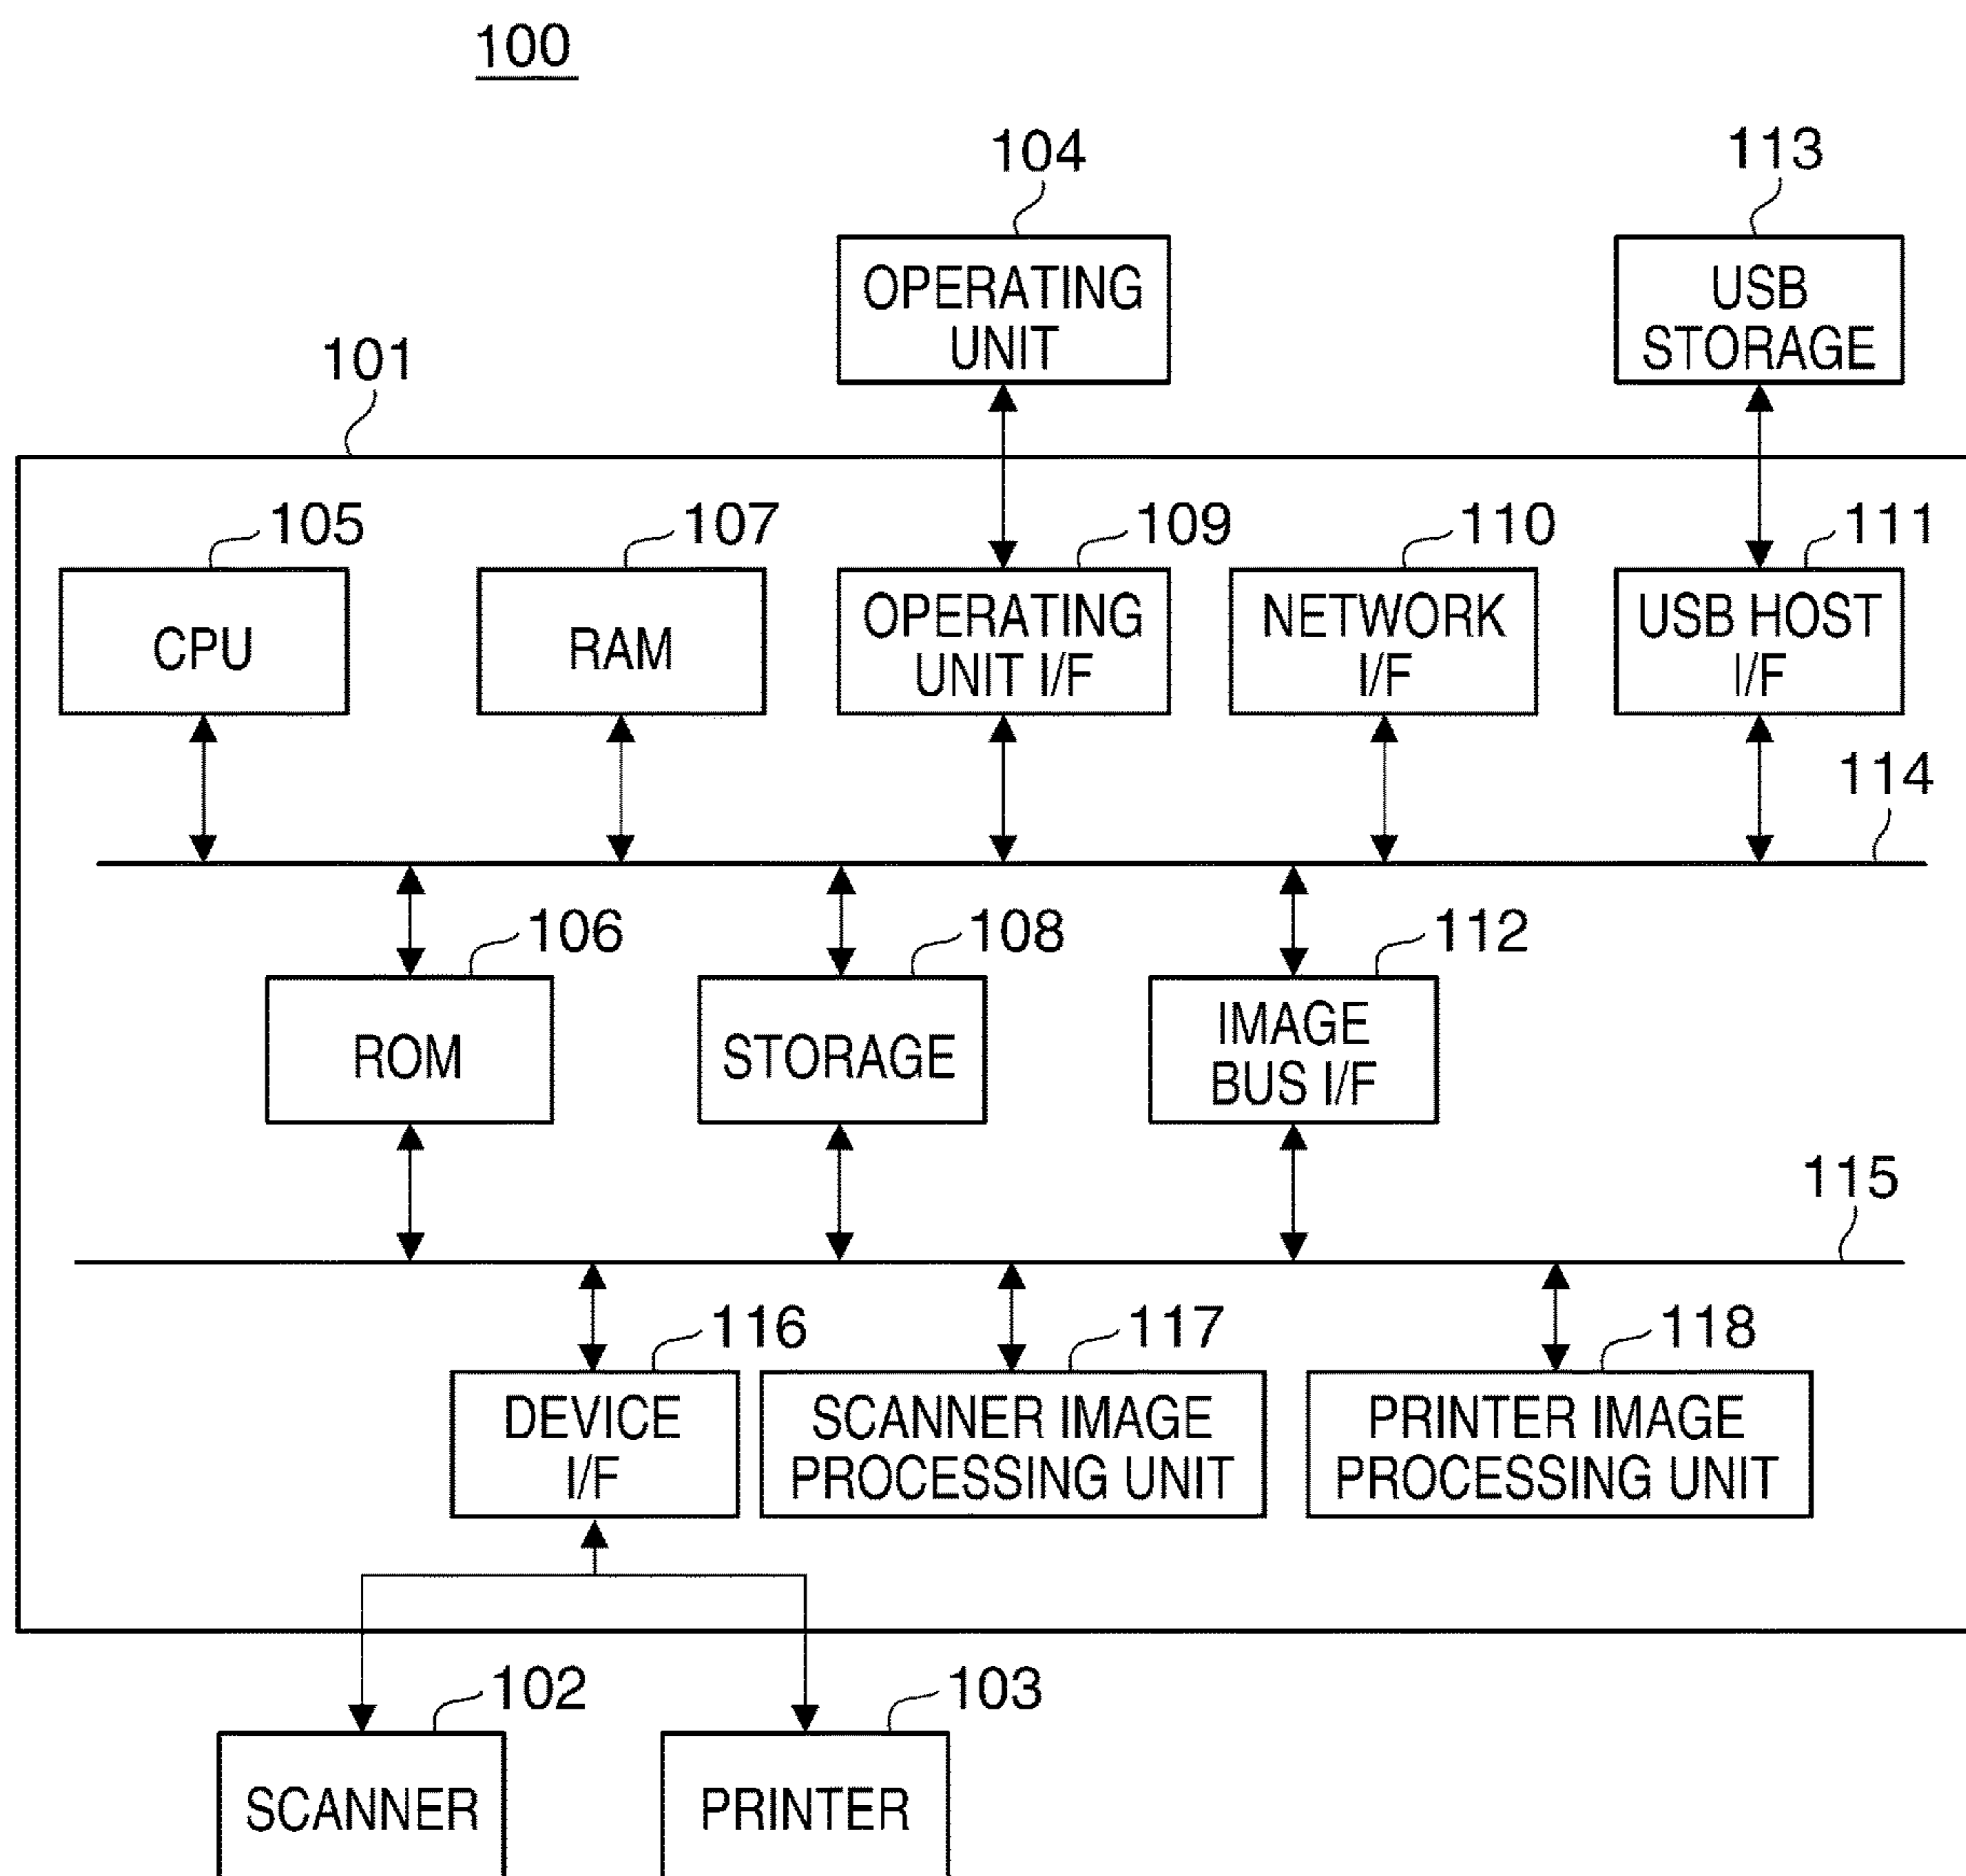 100
104
113
OPERATING
UNIT
USB
STORAGE
101
105
107
109
110
111
CPU
RAM
OPERATING
UNIT I/F
NETWORK
I/F
USB HOST
I/F
114
106
108
112
ROM
STORAGE
IMAGE
BUS I/F
115
116
117
118
DEVICE
I/F
SCANNER IMAGE
PROCESSING UNIT
PRINTER IMAGE
PROCESSING UNIT
102
103
SCANNER
PRINTER